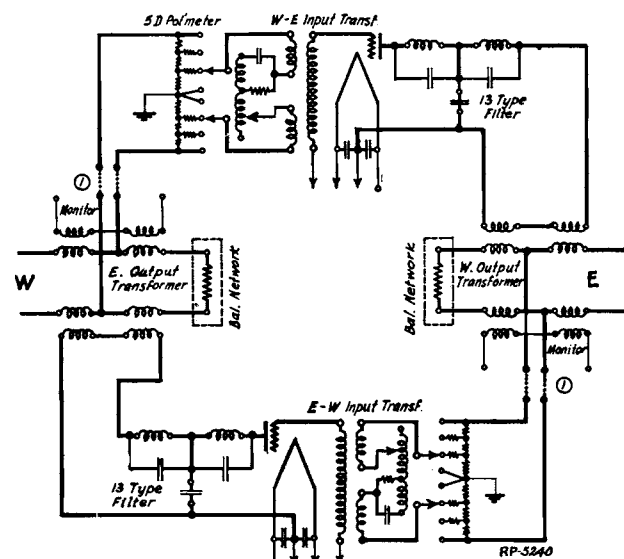 5D Pot'meter
W-E Input Transf.
13 Type
Filter
①
Monitor
W
E. Output
Transformer
Bal. Network
Bal. Network
W. Output
Transformer
E
Monitor
①
E-W Input Transf.
13 Type
Filter
RP-5240